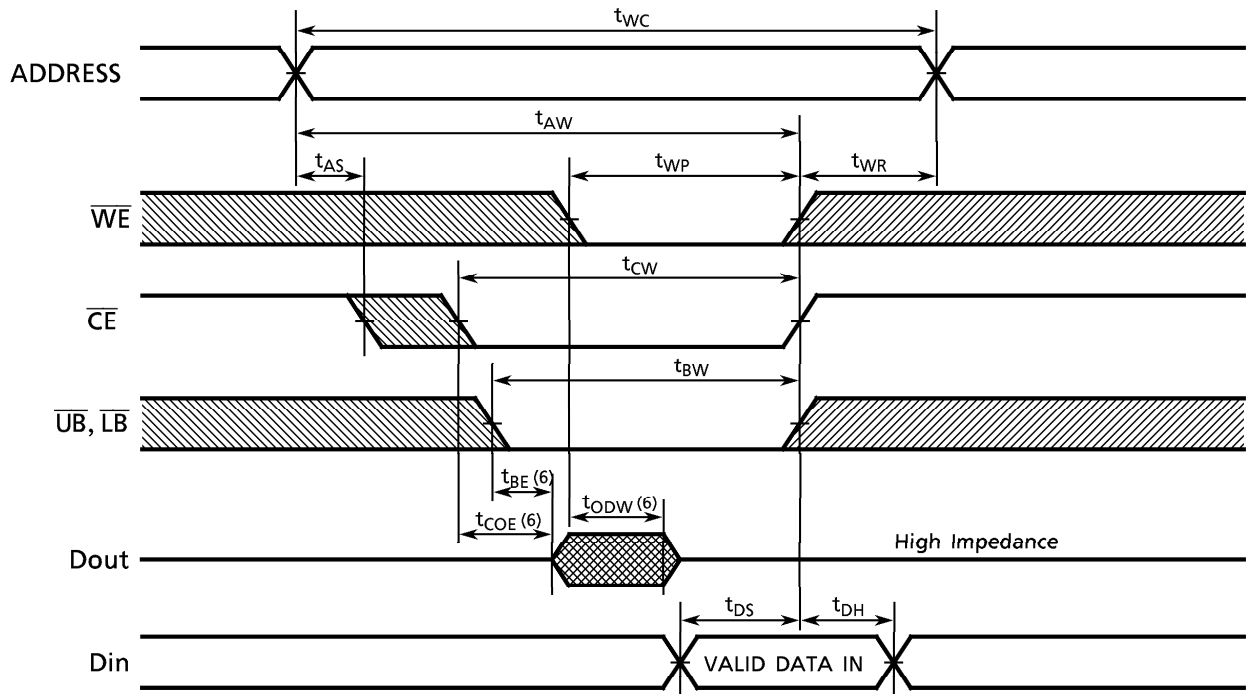 tWC
ADDRESS
tAW
tAS
tWP
tWR
WE
tCW
CE
tBW
UB, LB
tBE (6)
tODW (6)
tCOE (6)
High Impedance
Dout
tDS
tDH
Din
VALID DATA IN